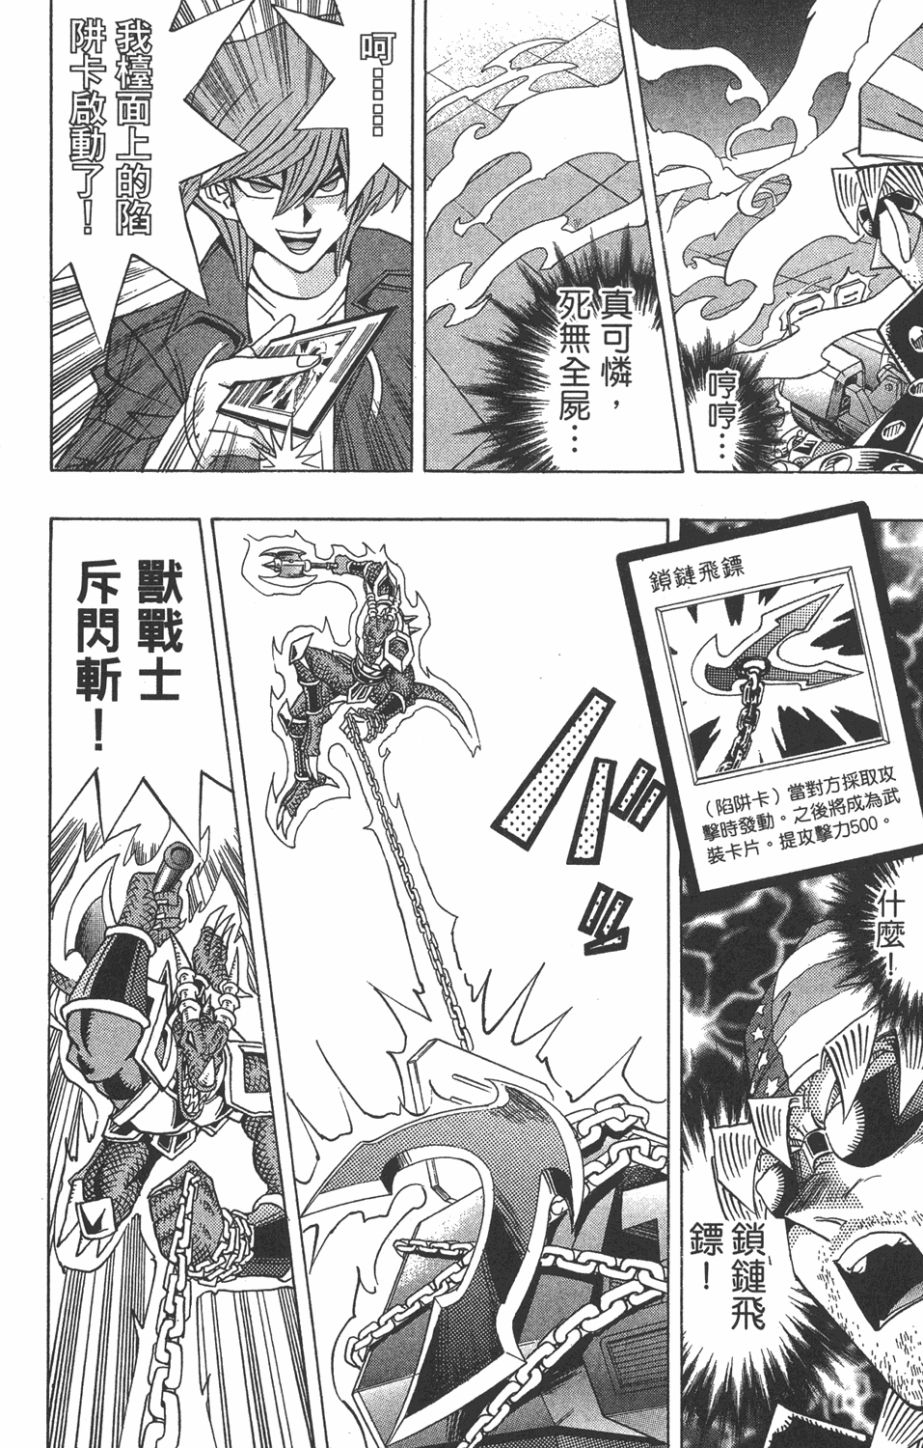 哼哼…
真可憐，
死無全屍…
呵……
我檯面上的陷
阱卡啟動了！
鎖鏈飛鏢
（陷阱卡）當對方採取攻
擊時發動。之後將成為武
裝卡片。提攻擊力500。
什麼！
鎖鏈飛
鏢！
獸戰士
斥閃斬！